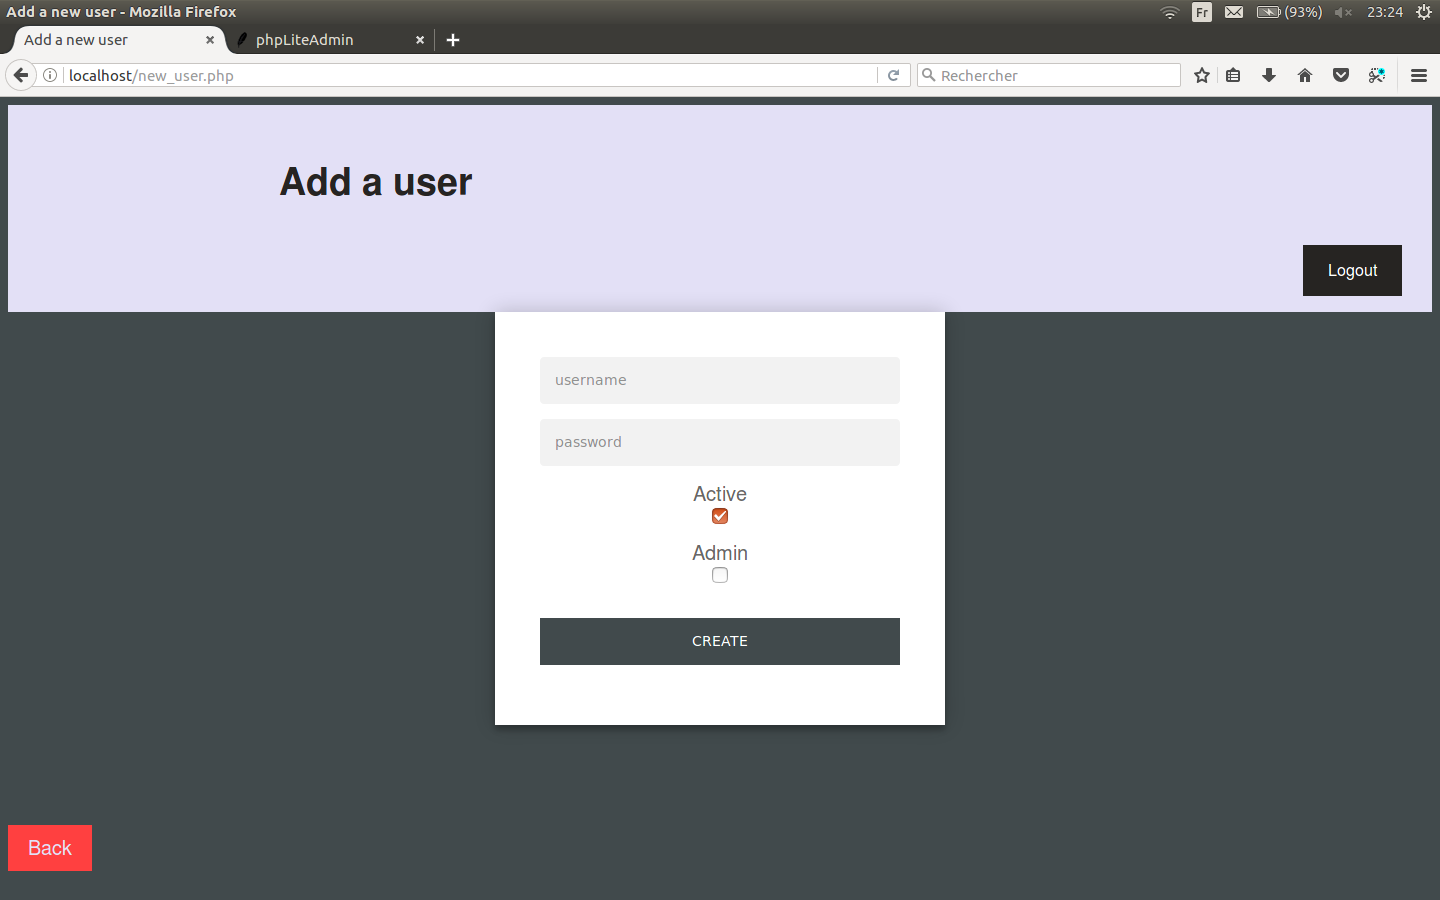 Add a new user - Mozilla Firefox
Fr (93%) 23:24
Add a new user phpLiteAdmin
localhost/new_user.php Rechercher
Add a user
Logout
username
password
Active
Admin
CREATE
Back